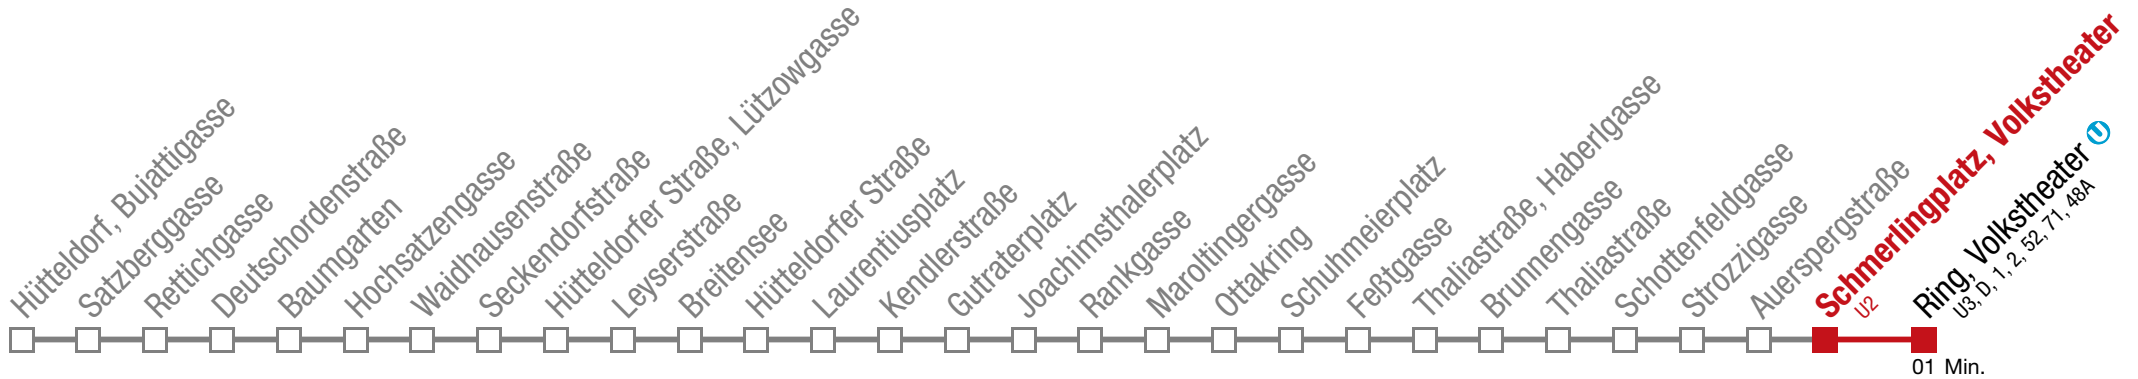 Hütteldorf, Bujattigasse
Satzberggasse
Rettichgasse
Deutschordenstraße
Baumgarten
Hochsatzengasse
Waidhausenstraße
Seckendorfstraße
Hütteldorfer Straße, Lützowgasse
Leyserstraße
Breitensee
Hütteldorfer Straße
Laurentiusplatz
Kendlerstraße
Gutraterplatz
Joachimsthalerplatz
Rankgasse
Maroltingergasse
Ottakring
Schuhmeierplatz
Feßtgasse
Thaliastraße, Haberlgasse
Brunnengasse
Thaliastraße
Schottenfeldgasse
Strozzigasse
Auerspergstraße
Schmerlingplatz, Volkstheater
U2
Ring, Volkstheater U
U3, D, 1, 2, 52, 71, 48A
01 Min.